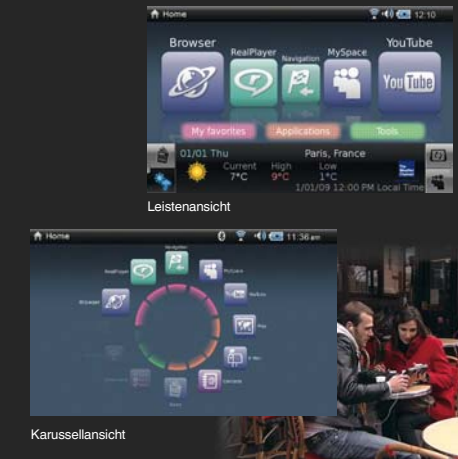 Home 12:10
Browser RealPlayer Navigation MySpace YouTube
You Tube
My favorites Applications Tools
01/01 Thu Paris, France
Current High Low
7°C 9°C 1°C
1/01/09 12:00 PM Local Time
Leistenansicht
Home 11:36 am
Navigation
RealPlayer MySpace
Browser YouTube
Karussellansicht